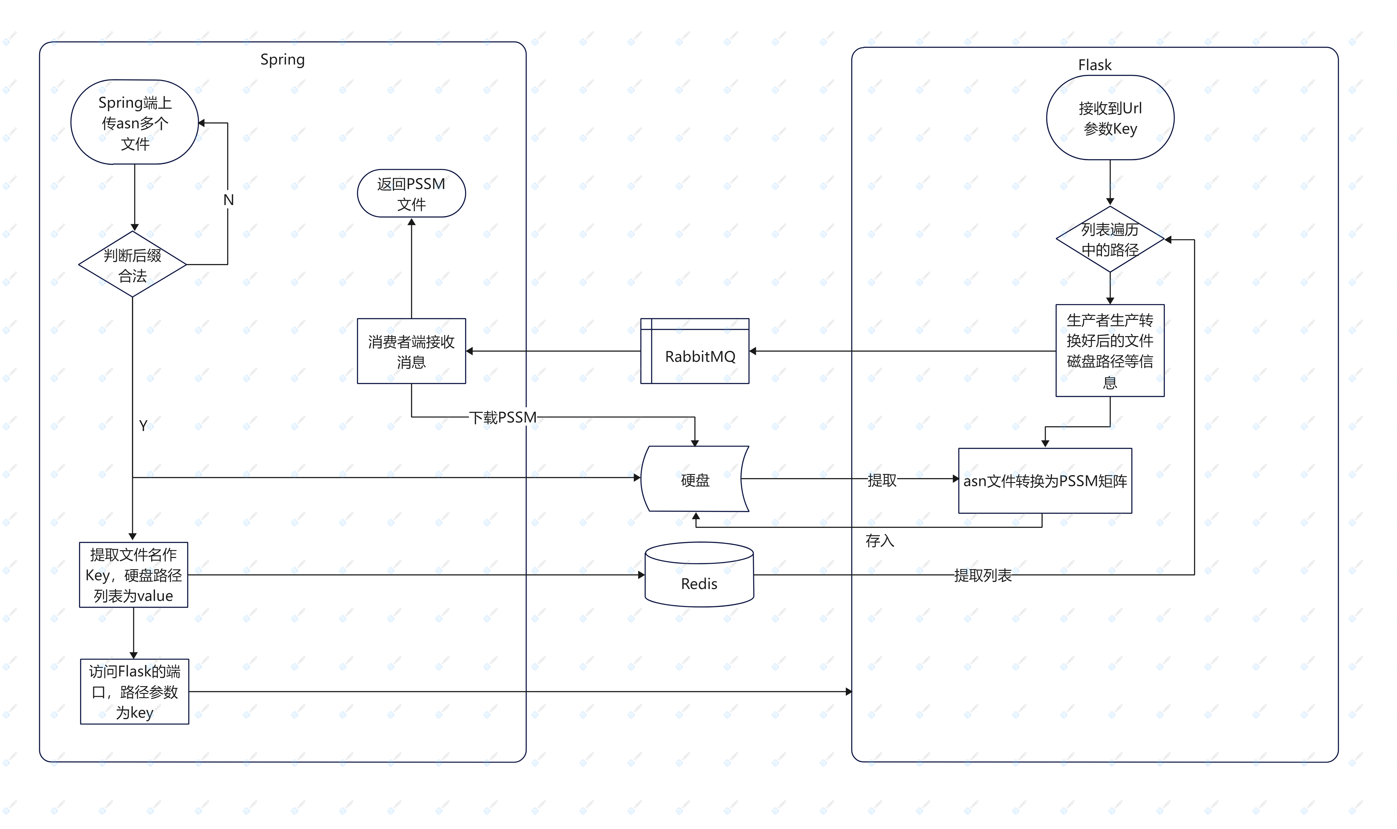 Spring
Spring端上
传asn多个
文件
N
判断后缀
合法
Y
提取文件名作
Key，硬盘路径
列表为value
访问Flask的端
口，路径参数
为key
返回PSSM
文件
消费者端接收
消息
下载PSSM
RabbitMQ
硬盘
Redis
Flask
接收到Url
参数Key
列表遍历
中的路径
生产者生产转
换好后的文件
磁盘路径等信
息
提取
asn文件转换为PSSM矩阵
存入
提取列表